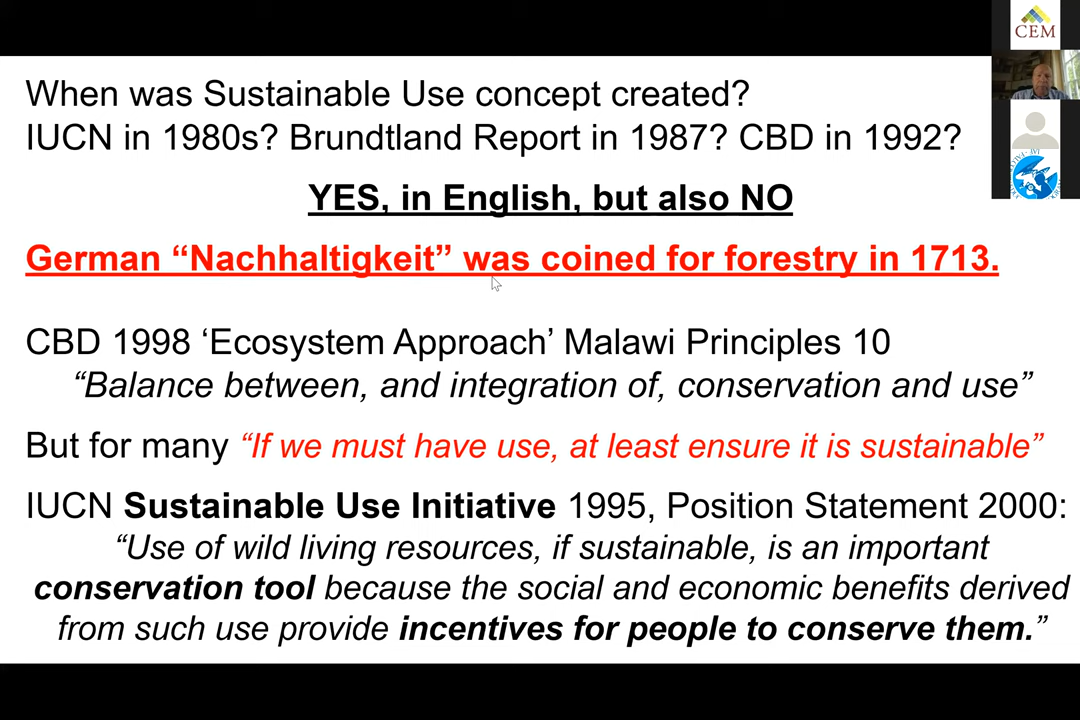 CEM
When was Sustainable Use concept created?
IUCN in 1980s? Brundtland Report in 1987? CBD in 1992?
YES, in English, but also NO
German “Nachhaltigkeit” was coined for forestry in 1713.
CBD 1998 ‘Ecosystem Approach’ Malawi Principles 10
“Balance between, and integration of, conservation and use”
But for many “If we must have use, at least ensure it is sustainable”
IUCN Sustainable Use Initiative 1995, Position Statement 2000:
“Use of wild living resources, if sustainable, is an important
conservation tool because the social and economic benefits derived
from such use provide incentives for people to conserve them.”